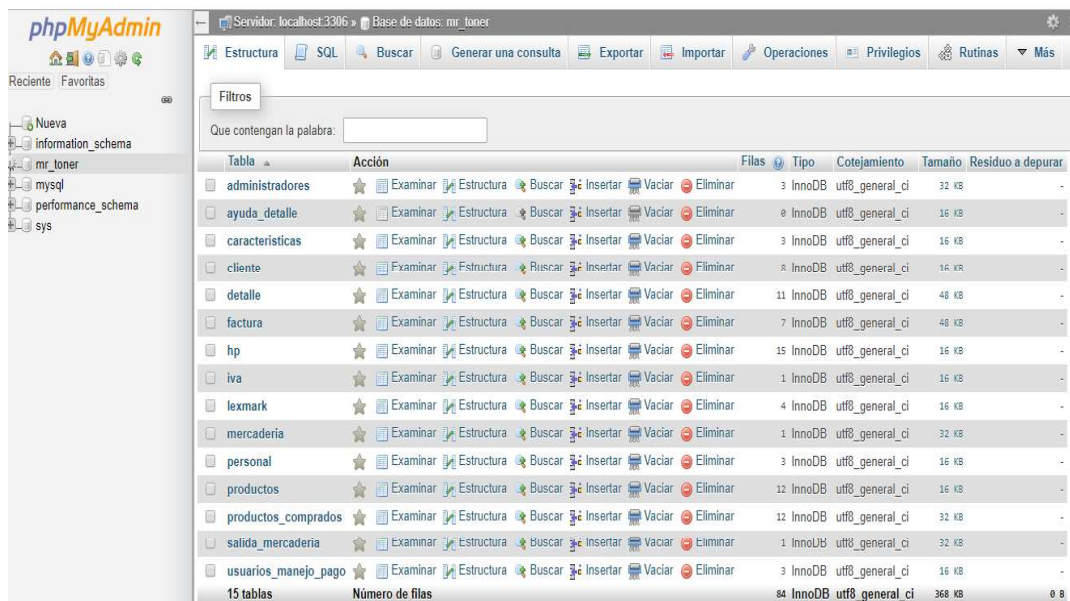 phpMyAdmin
Reciente Favoritas
Nueva
information_schema
mr_toner
mysql
performance_schema
sys
Servidor: localhost:3306 » Base de datos: mr_toner
Estructura SQL Buscar Generar una consulta Exportar Importar Operaciones Privilegios Rutinas Más
Filtros
Que contengan la palabra:
Tabla Acción Filas Tipo Cotejamiento Tamaño Residuo a depurar
administradores Examinar Estructura Buscar Insertar Vaciar Eliminar 3 InnoDB utf8_general_ci 32 KB -
ayuda_detalle Examinar Estructura Buscar Insertar Vaciar Eliminar 0 InnoDB utf8_general_ci 16 KB -
caracteristicas Examinar Estructura Buscar Insertar Vaciar Eliminar 3 InnoDB utf8_general_ci 16 KB -
cliente Examinar Estructura Buscar Insertar Vaciar Eliminar 8 InnoDB utf8_general_ci 16 KB -
detalle Examinar Estructura Buscar Insertar Vaciar Eliminar 11 InnoDB utf8_general_ci 48 KB -
factura Examinar Estructura Buscar Insertar Vaciar Eliminar 7 InnoDB utf8_general_ci 48 KB -
hp Examinar Estructura Buscar Insertar Vaciar Eliminar 15 InnoDB utf8_general_ci 16 KB -
iva Examinar Estructura Buscar Insertar Vaciar Eliminar 1 InnoDB utf8_general_ci 16 KB -
lexmark Examinar Estructura Buscar Insertar Vaciar Eliminar 4 InnoDB utf8_general_ci 16 KB -
mercaderia Examinar Estructura Buscar Insertar Vaciar Eliminar 1 InnoDB utf8_general_ci 32 KB -
personal Examinar Estructura Buscar Insertar Vaciar Eliminar 3 InnoDB utf8_general_ci 16 KB -
productos Examinar Estructura Buscar Insertar Vaciar Eliminar 12 InnoDB utf8_general_ci 16 KB -
productos_comprados Examinar Estructura Buscar Insertar Vaciar Eliminar 12 InnoDB utf8_general_ci 32 KB -
salida_mercaderia Examinar Estructura Buscar Insertar Vaciar Eliminar 1 InnoDB utf8_general_ci 32 KB -
usuarios_manejo_pago Examinar Estructura Buscar Insertar Vaciar Eliminar 3 InnoDB utf8_general_ci 16 KB -
15 tablas Número de filas 84 InnoDB utf8_general_ci 368 KB 0 B